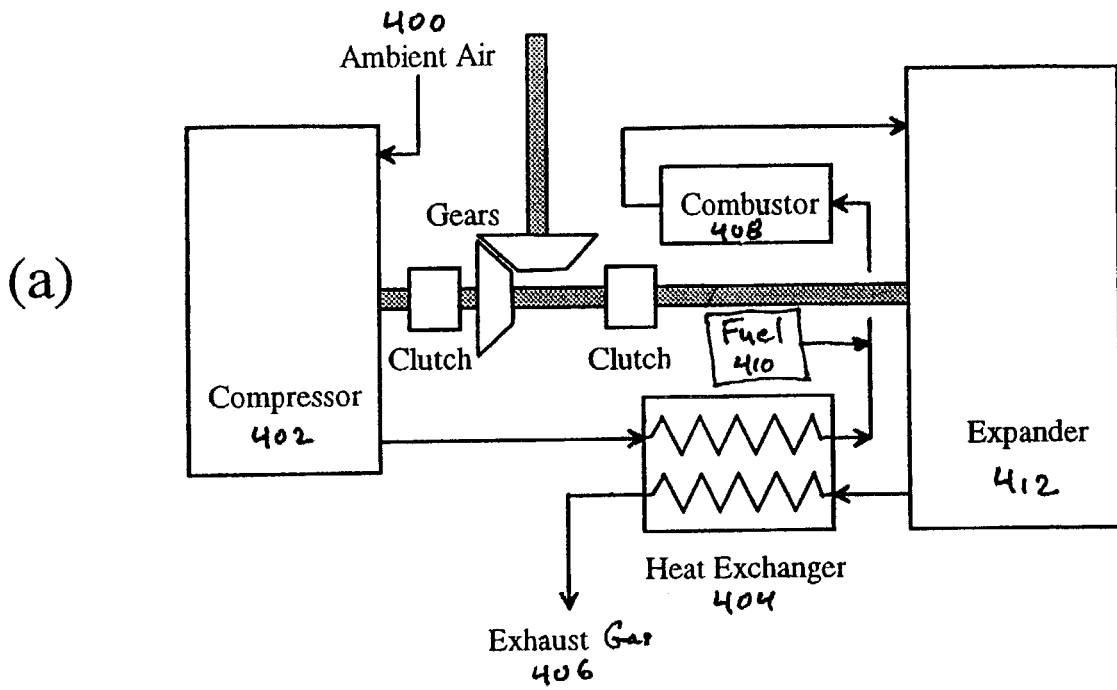 400
Ambient Air
Gears
Combustor
408
(a)
Clutch
Clutch
Fuel
410
Compressor
402
Expander
412
Heat Exchanger
404
Exhaust Gas
406